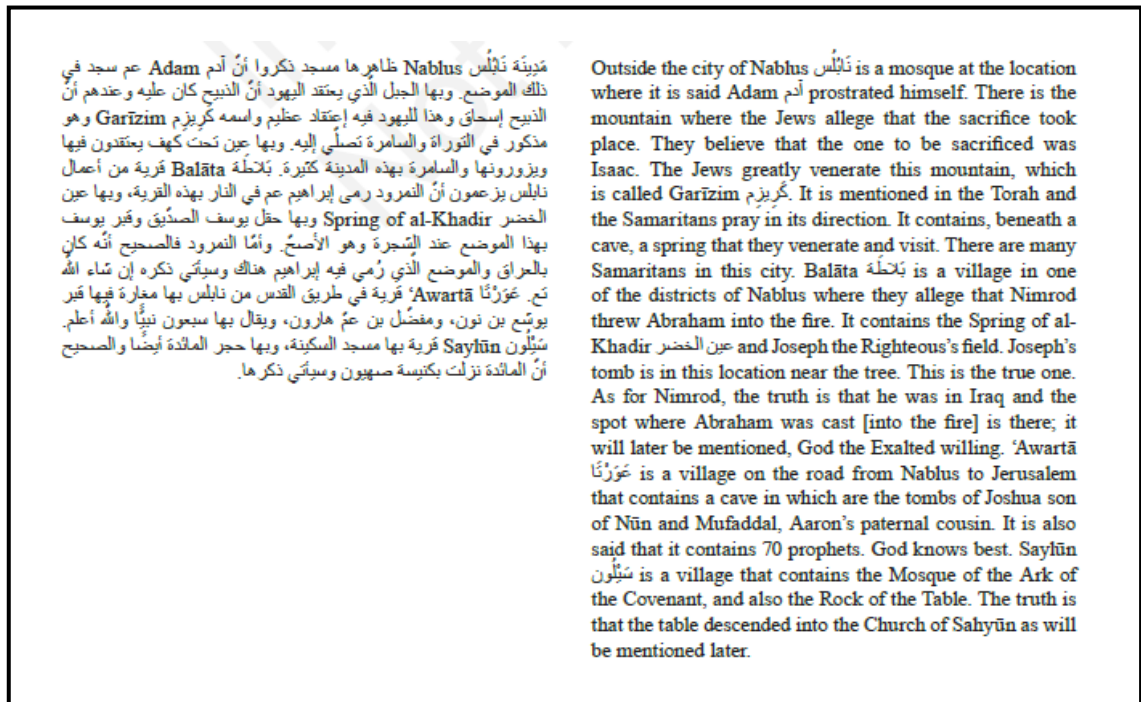 مَدِينَة نَابُلُس Nablus ظاهرها مسجد ذكروا أنّ آدم Adam عم سجد في
ذلك الموضع. وبها الجبل الّذي يعتقد اليهود أنّ الذبيح كان عليه وعندهم أنّ
الذبيح إسحاق وهذا لليهود فيه إعتقاد عظيم واسمه كَرِيزِم Garīzim وهو
مذكور في التوراة والسامرة تصلّي إليه. وبها عين تحت كهف يعتقدون فيها
ويزورونها والسامرة بهذه المدينة كثيرة. بَلاطَة Balāta قرية من أعمال
نابلس يزعمون أنّ النمرود رمى إبراهيم عم في النار بهذه القرية، وبها عين
الخضر Spring of al-Khadir وبها حقل يوسف الصدّيق وقبر يوسف
بهذا الموضع عند الشجرة وهو الأصحّ. وأمّا النمرود فالصحيح أنّه كان
بالعراق والموضع الّذي رُمي فيه إبراهيم هناك وسيأتي ذكره إن شاء الله
تع. عَوَرْتَا Awartā‘ قرية في طريق القدس من نابلس بها مغارة فيها قبر
يوشع بن نون، ومفضّل بن عمّ هارون، ويقال بها سبعون نبيًّا والله أعلم.
سَيْلُون Saylūn قرية بها مسجد السكينة، وبها حجر المائدة أيضًا والصحيح
أنّ المائدة نزلت بكنيسة صهيون وسيأتي ذكرها.
Outside the city of Nablus نَابُلُس is a mosque at the location
where it is said Adam آدم prostrated himself. There is the
mountain where the Jews allege that the sacrifice took
place. They believe that the one to be sacrificed was
Isaac. The Jews greatly venerate this mountain, which
is called Garīzim كَرِيزِم. It is mentioned in the Torah and
the Samaritans pray in its direction. It contains, beneath a
cave, a spring that they venerate and visit. There are many
Samaritans in this city. Balāta بَلاطَة is a village in one
of the districts of Nablus where they allege that Nimrod
threw Abraham into the fire. It contains the Spring of al-
Khadir عين الخضر and Joseph the Righteous’s field. Joseph’s
tomb is in this location near the tree. This is the true one.
As for Nimrod, the truth is that he was in Iraq and the
spot where Abraham was cast [into the fire] is there; it
will later be mentioned, God the Exalted willing. ‘Awartā
عَوَرْتَا is a village on the road from Nablus to Jerusalem
that contains a cave in which are the tombs of Joshua son
of Nūn and Mufaddal, Aaron’s paternal cousin. It is also
said that it contains 70 prophets. God knows best. Saylūn
سَيْلُون is a village that contains the Mosque of the Ark of
the Covenant, and also the Rock of the Table. The truth is
that the table descended into the Church of Sahyūn as will
be mentioned later.